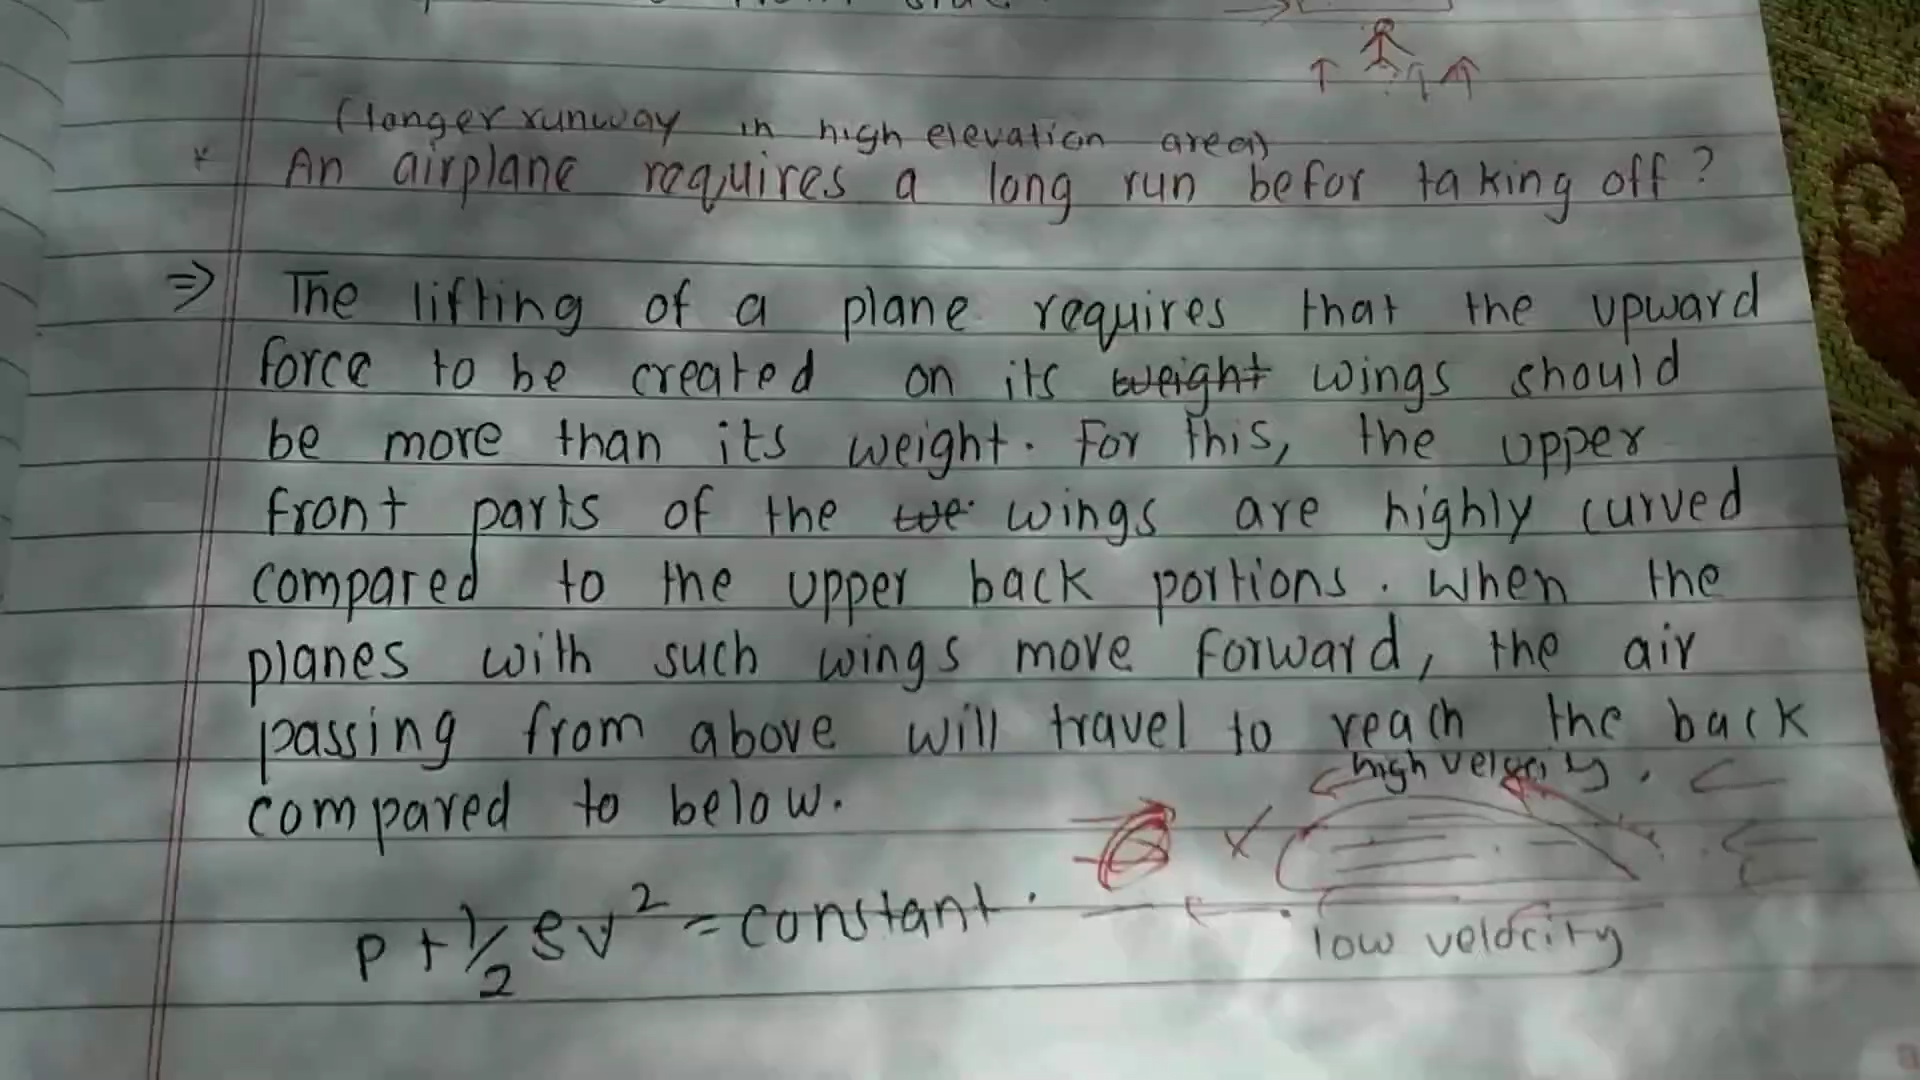 (longer runway in high elevation area)
* An airplane requires a long run befor taking off?
⇒ The lifting of a plane requires that the upward
force to be created on its weight wings should
be more than its weight. For this, the upper
front parts of the we wings are highly curved
compared to the upper back portions. When the
planes with such wings move forward, the air
passing from above will travel to reach the back
high velocity.
compared to below.
P + 1/2 ρv² = constant.
low velocity